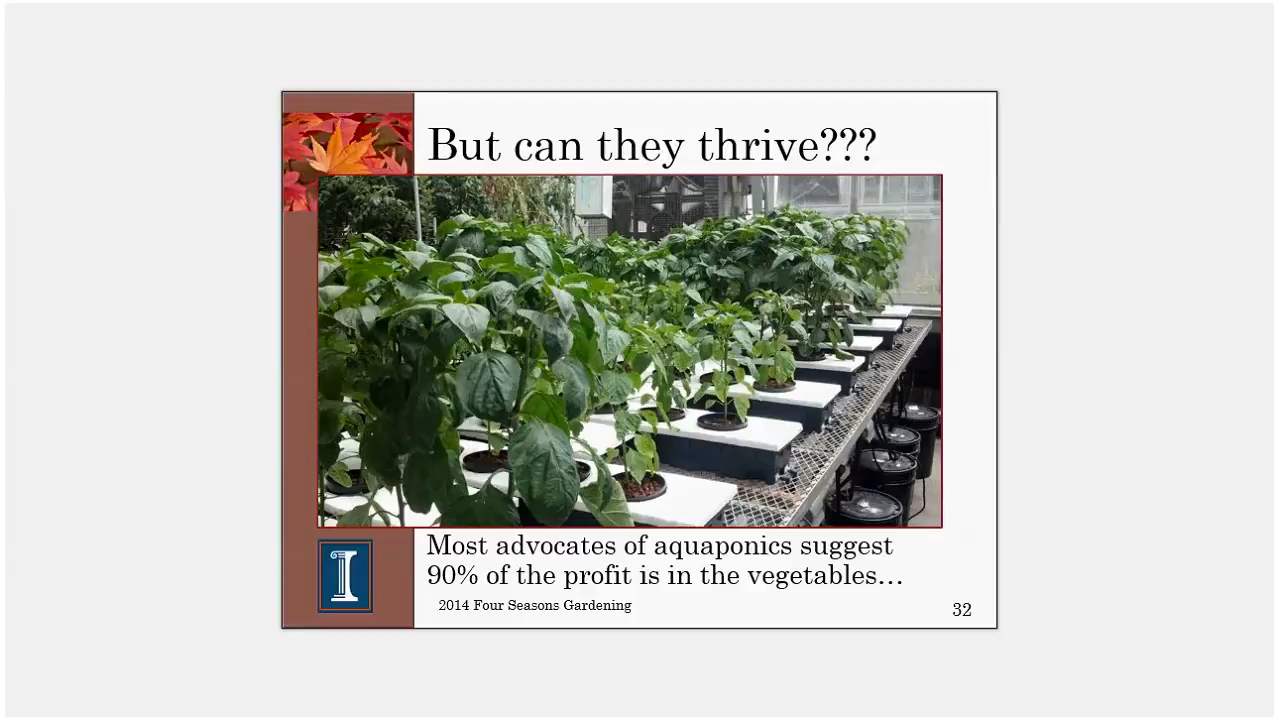 But can they thrive???
Most advocates of aquaponics suggest
90% of the profit is in the vegetables...
2014 Four Seasons Gardening
32